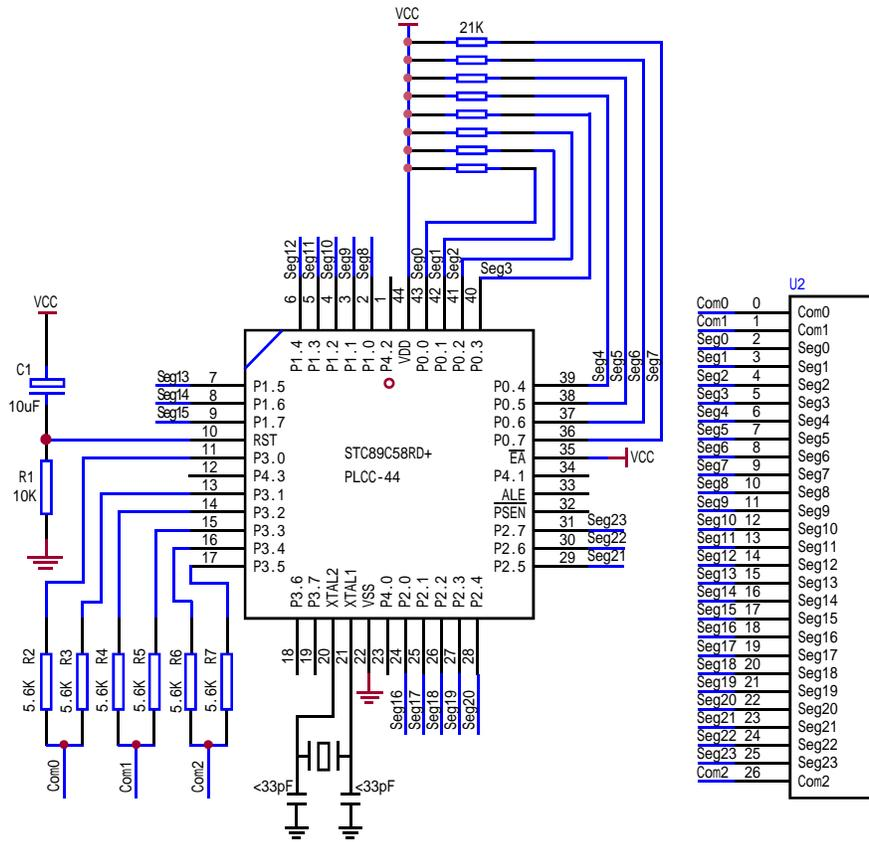 VCC
21K
Seg12
Seg11
Seg10
Seg9
Seg8
Seg0
Seg1
Seg2
Seg3
6
5
4
3
2
1
44
43
42
41
40
P1.4
P1.3
P1.2
P1.1
P1.0
P4.2
VDD
P0.0
P0.1
P0.2
P0.3
Seg4
Seg5
Seg6
Seg7
VCC
C1
10uF
R1
10K
Seg13 7 P1.5
Seg14 8 P1.6
Seg15 9 P1.7
10 RST
11 P3.0
12 P4.3
13 P3.1
14 P3.2
15 P3.3
16 P3.4
17 P3.5
STC89C58RD+
PLCC-44
P0.4 39
P0.5 38
P0.6 37
P0.7 36
EA 35 VCC
P4.1 34
ALE 33
PSEN 32
P2.7 31 Seg23
P2.6 30 Seg22
P2.5 29 Seg21
P3.6
P3.7
XTAL2
XTAL1
VSS
P4.0
P2.0
P2.1
P2.2
P2.3
P2.4
18
19
20
21
22
23
24
25
26
27
28
Seg16
Seg17
Seg18
Seg19
Seg20
R2 5.6K
R3 5.6K
R4 5.6K
R5 5.6K
R6 5.6K
R7 5.6K
Com0
Com1
Com2
<33pF
<33pF
U2
Com0 0 Com0
Com1 1 Com1
Seg0 2 Seg0
Seg1 3 Seg1
Seg2 4 Seg2
Seg3 5 Seg3
Seg4 6 Seg4
Seg5 7 Seg5
Seg6 8 Seg6
Seg7 9 Seg7
Seg8 10 Seg8
Seg9 11 Seg9
Seg10 12 Seg10
Seg11 13 Seg11
Seg12 14 Seg12
Seg13 15 Seg13
Seg14 16 Seg14
Seg15 17 Seg15
Seg16 18 Seg16
Seg17 19 Seg17
Seg18 20 Seg18
Seg19 21 Seg19
Seg20 22 Seg20
Seg21 23 Seg21
Seg22 24 Seg22
Seg23 25 Seg23
Com2 26 Com2